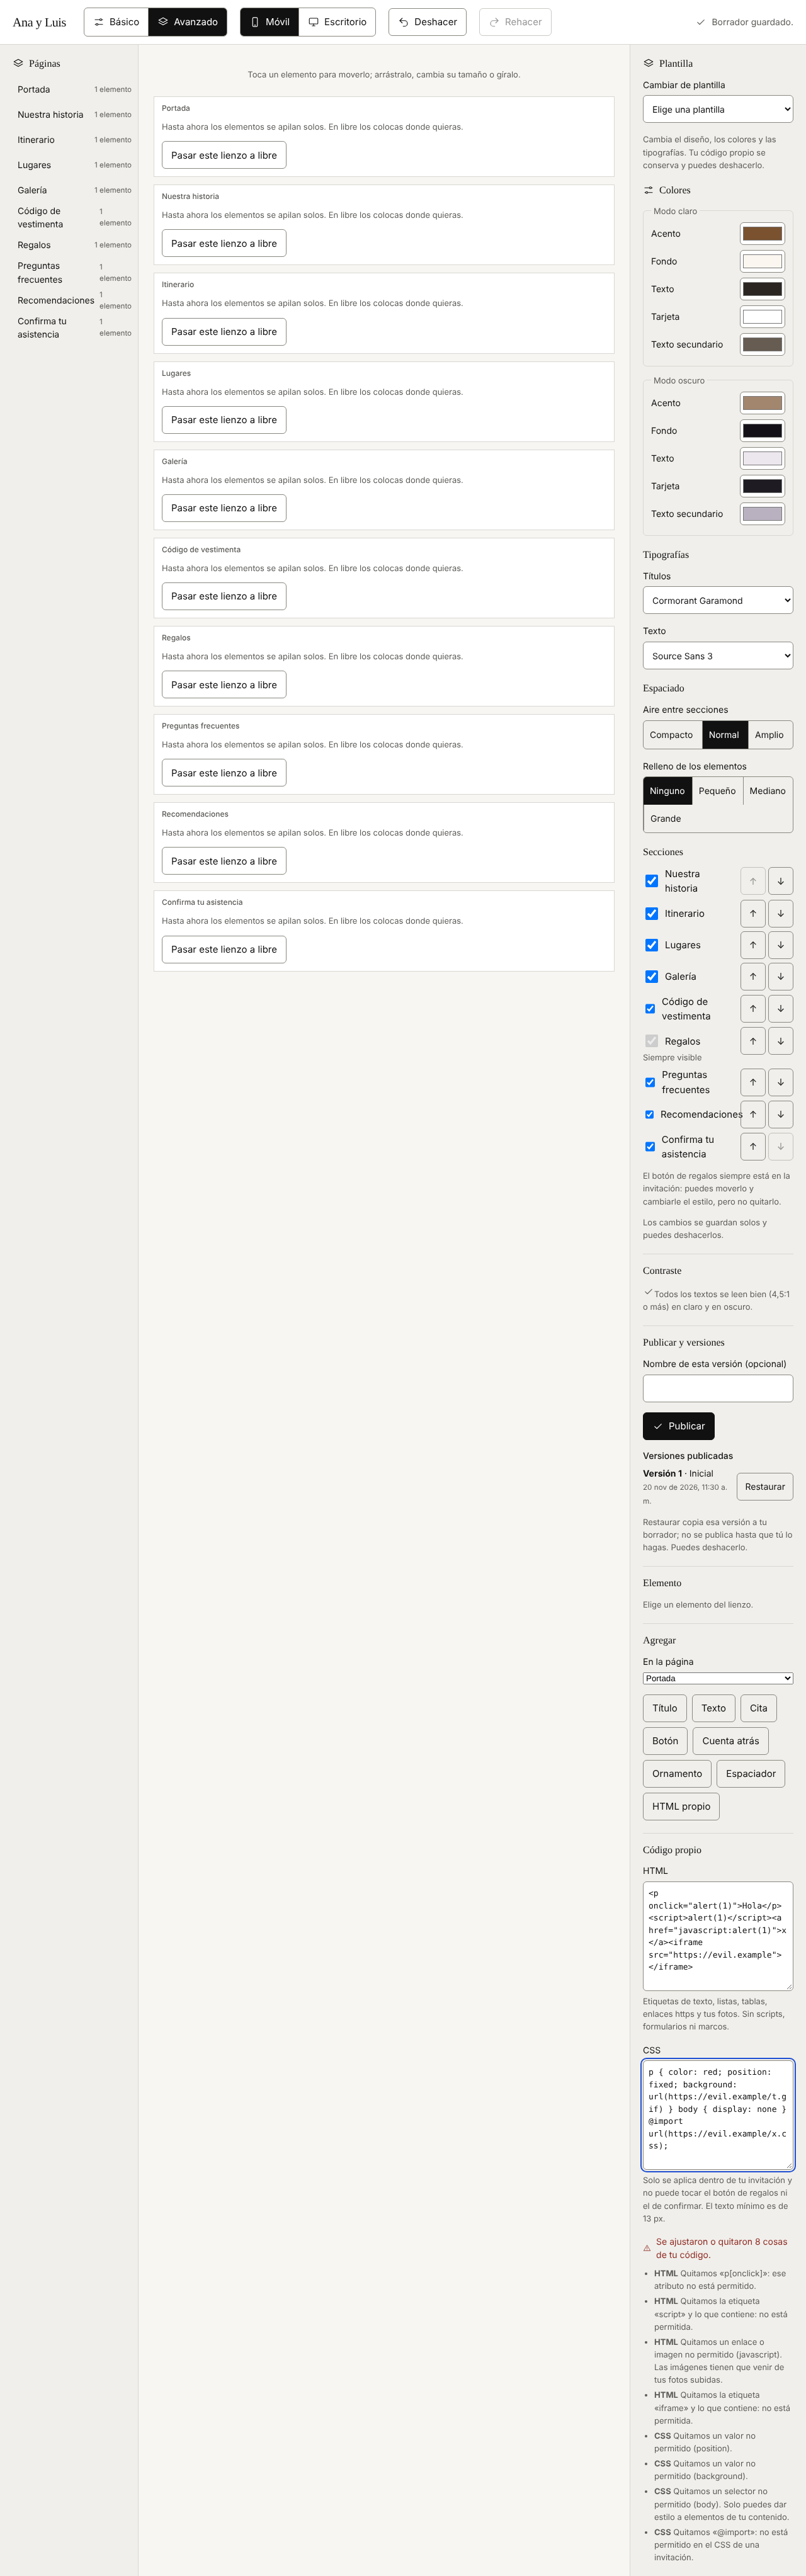 Ana y Luis
Básico
Avanzado
Móvil
Escritorio
Deshacer
Rehacer
Borrador guardado.
Páginas
Portada 1 elemento
Nuestra historia 1 elemento
Itinerario 1 elemento
Lugares 1 elemento
Galería 1 elemento
Código de vestimenta 1 elemento
Regalos 1 elemento
Preguntas frecuentes 1 elemento
Recomendaciones 1 elemento
Confirma tu asistencia 1 elemento
Toca un elemento para moverlo; arrástralo, cambia su tamaño o gíralo.
Portada
Hasta ahora los elementos se apilan solos. En libre los colocas donde quieras.
Pasar este lienzo a libre
Nuestra historia
Hasta ahora los elementos se apilan solos. En libre los colocas donde quieras.
Pasar este lienzo a libre
Itinerario
Hasta ahora los elementos se apilan solos. En libre los colocas donde quieras.
Pasar este lienzo a libre
Lugares
Hasta ahora los elementos se apilan solos. En libre los colocas donde quieras.
Pasar este lienzo a libre
Galería
Hasta ahora los elementos se apilan solos. En libre los colocas donde quieras.
Pasar este lienzo a libre
Código de vestimenta
Hasta ahora los elementos se apilan solos. En libre los colocas donde quieras.
Pasar este lienzo a libre
Regalos
Hasta ahora los elementos se apilan solos. En libre los colocas donde quieras.
Pasar este lienzo a libre
Preguntas frecuentes
Hasta ahora los elementos se apilan solos. En libre los colocas donde quieras.
Pasar este lienzo a libre
Recomendaciones
Hasta ahora los elementos se apilan solos. En libre los colocas donde quieras.
Pasar este lienzo a libre
Confirma tu asistencia
Hasta ahora los elementos se apilan solos. En libre los colocas donde quieras.
Pasar este lienzo a libre
Plantilla
Cambiar de plantilla
Elige una plantilla
Cambia el diseño, los colores y las
tipografías. Tu código propio se
conserva y puedes deshacerlo.
Colores
Modo claro
Acento
Fondo
Texto
Tarjeta
Texto secundario
Modo oscuro
Acento
Fondo
Texto
Tarjeta
Texto secundario
Tipografías
Títulos
Cormorant Garamond
Texto
Source Sans 3
Espaciado
Aire entre secciones
Compacto Normal Amplio
Relleno de los elementos
Ninguno Pequeño Mediano
Grande
Secciones
Nuestra
historia
↑ ↓
Itinerario ↑ ↓
Lugares ↑ ↓
Galería ↑ ↓
Código de
vestimenta
↑ ↓
Regalos ↑ ↓
Siempre visible
Preguntas
frecuentes
↑ ↓
Recomendaciones ↑ ↓
Confirma tu
asistencia
↑ ↓
El botón de regalos siempre está en la
invitación: puedes moverlo y
cambiarle el estilo, pero no quitarlo.
Los cambios se guardan solos y
puedes deshacerlos.
Contraste
Todos los textos se leen bien (4,5:1
o más) en claro y en oscuro.
Publicar y versiones
Nombre de esta versión (opcional)
Publicar
Versiones publicadas
Versión 1 · Inicial
20 nov de 2026, 11:30 a.
m.
Restaurar
Restaurar copia esa versión a tu
borrador; no se publica hasta que tú lo
hagas. Puedes deshacerlo.
Elemento
Elige un elemento del lienzo.
Agregar
En la página
Portada
Título Texto Cita
Botón Cuenta atrás
Ornamento Espaciador
HTML propio
Código propio
HTML
<p
onclick="alert(1)">Hola</p>
<script>alert(1)</script><a
href="javascript:alert(1)">x
</a><iframe
src="https://evil.example">
</iframe>
Etiquetas de texto, listas, tablas,
enlaces https y tus fotos. Sin scripts,
formularios ni marcos.
CSS
p { color: red; position:
fixed; background:
url(https://evil.example/t.g
if) } body { display: none }
@import
url(https://evil.example/x.c
ss);
Solo se aplica dentro de tu invitación y
no puede tocar el botón de regalos ni
el de confirmar. El texto mínimo es de
13 px.
Se ajustaron o quitaron 8 cosas
de tu código.
• HTML Quitamos «p[onclick]»: ese
atributo no está permitido.
• HTML Quitamos la etiqueta
«script» y lo que contiene: no está
permitida.
• HTML Quitamos un enlace o
imagen no permitido (javascript).
Las imágenes tienen que venir de
tus fotos subidas.
• HTML Quitamos la etiqueta
«iframe» y lo que contiene: no está
permitida.
• CSS Quitamos un valor no
permitido (position).
• CSS Quitamos un valor no
permitido (background).
• CSS Quitamos un selector no
permitido (body). Solo puedes dar
estilo a elementos de tu contenido.
• CSS Quitamos «@import»: no está
permitido en el CSS de una
invitación.